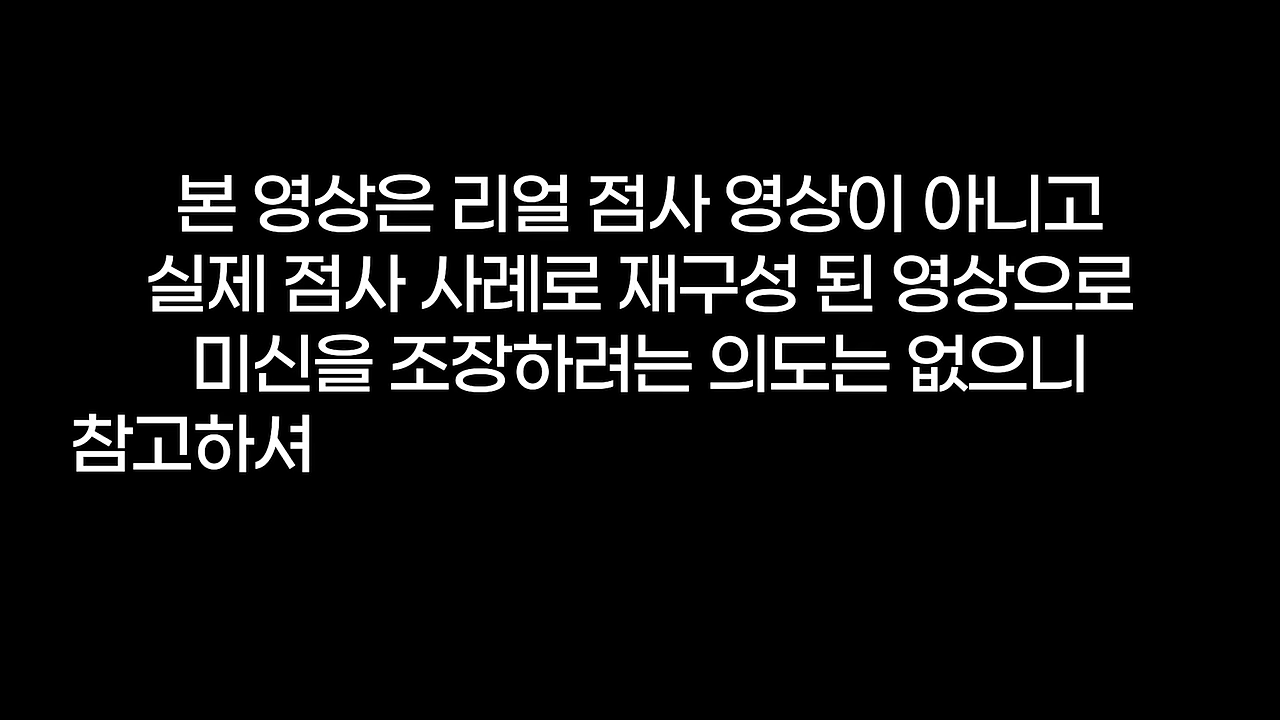 본 영상은 리얼 점사 영상이 아니고
실제 점사 사례로 재구성 된 영상으로
미신을 조장하려는 의도는 없으니
참고하셔